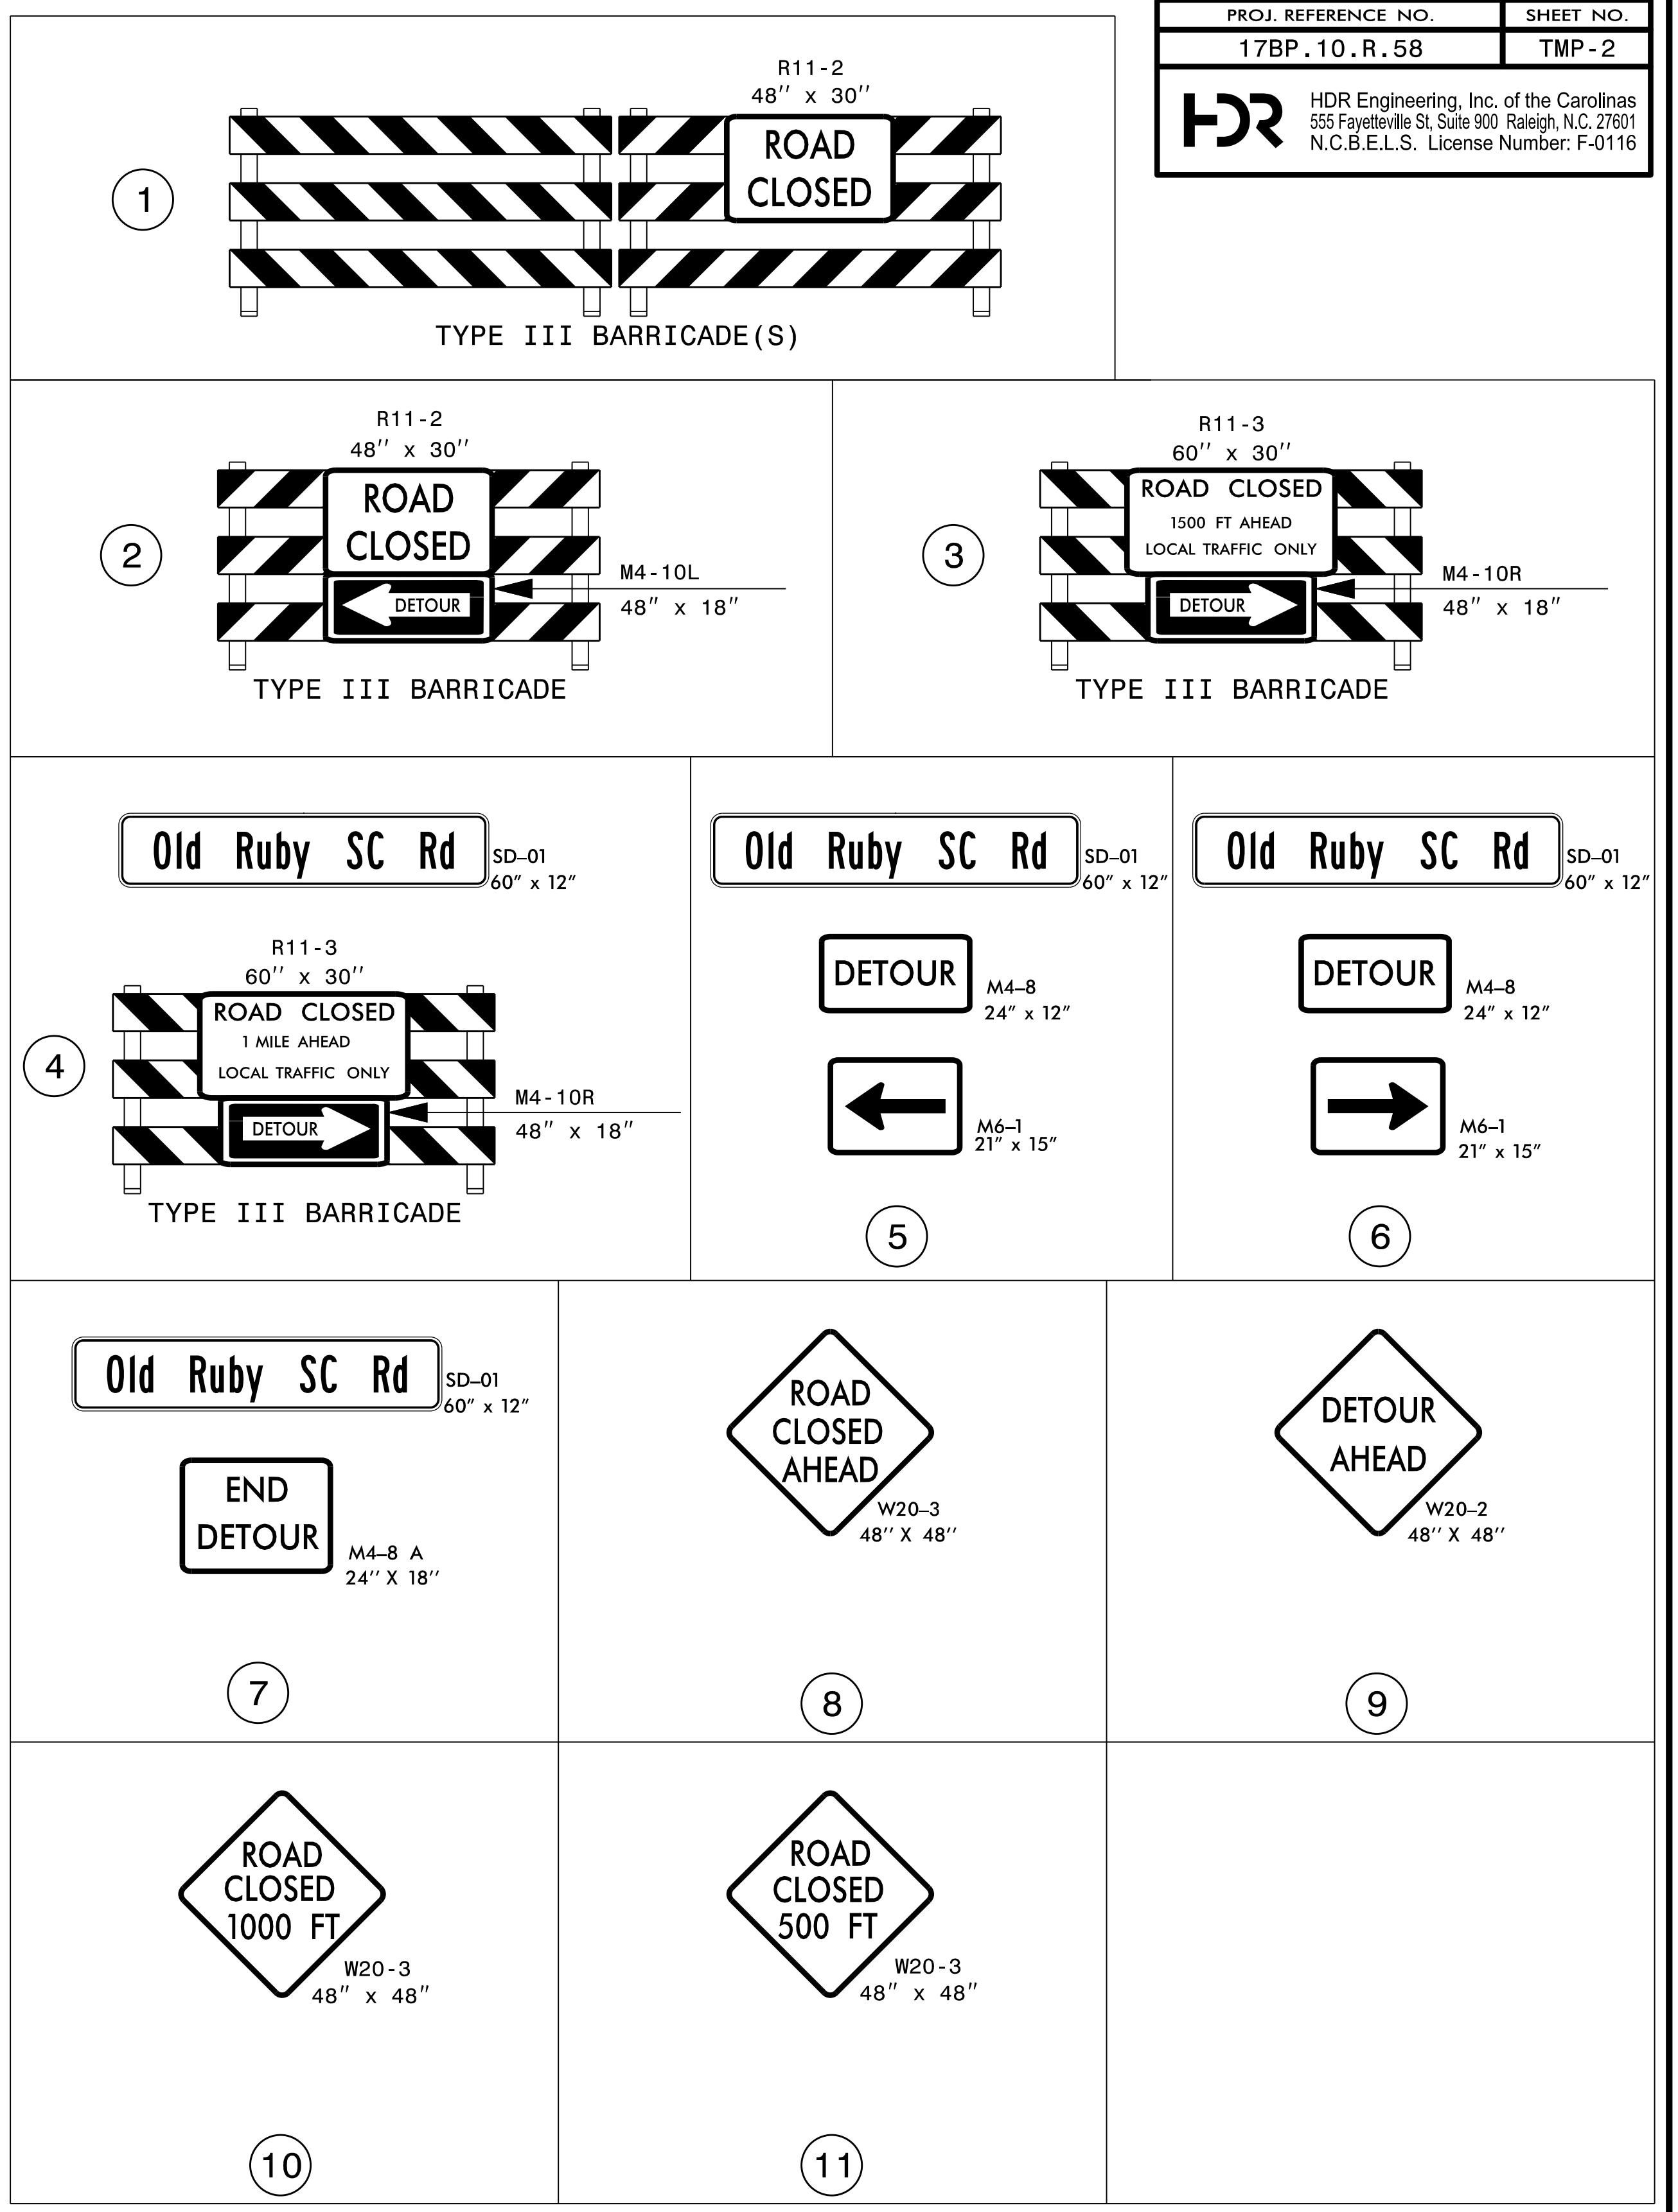 PROJ. REFERENCE NO. SHEET NO.
17BP.10.R.58 TMP-2
HDR
HDR Engineering, Inc. of the Carolinas
555 Fayetteville St, Suite 900 Raleigh, N.C. 27601
N.C.B.E.L.S. License Number: F-0116
R11-2
48'' x 30''
ROAD
CLOSED
1
TYPE III BARRICADE(S)
R11-2
48'' x 30''
ROAD
CLOSED
2
M4-10L
48" x 18"
DETOUR
TYPE III BARRICADE
R11-3
60'' x 30''
ROAD CLOSED
1500 FT AHEAD
LOCAL TRAFFIC ONLY
3
M4-10R
48" x 18"
DETOUR
TYPE III BARRICADE
Old Ruby SC Rd
SD-01
60" x 12"
R11-3
60'' x 30''
ROAD CLOSED
1 MILE AHEAD
LOCAL TRAFFIC ONLY
4
M4-10R
48" x 18"
DETOUR
TYPE III BARRICADE
Old Ruby SC Rd
SD-01
60" x 12"
DETOUR
M4-8
24" x 12"
M6-1
21" x 15"
5
Old Ruby SC Rd
SD-01
60" x 12"
DETOUR
M4-8
24" x 12"
M6-1
21" x 15"
6
Old Ruby SC Rd
SD-01
60" x 12"
END
DETOUR
M4-8 A
24'' X 18''
7
ROAD
CLOSED
AHEAD
W20-3
48'' X 48''
8
DETOUR
AHEAD
W20-2
48'' X 48''
9
ROAD
CLOSED
1000 FT
W20-3
48" x 48"
10
ROAD
CLOSED
500 FT
W20-3
48" x 48"
11